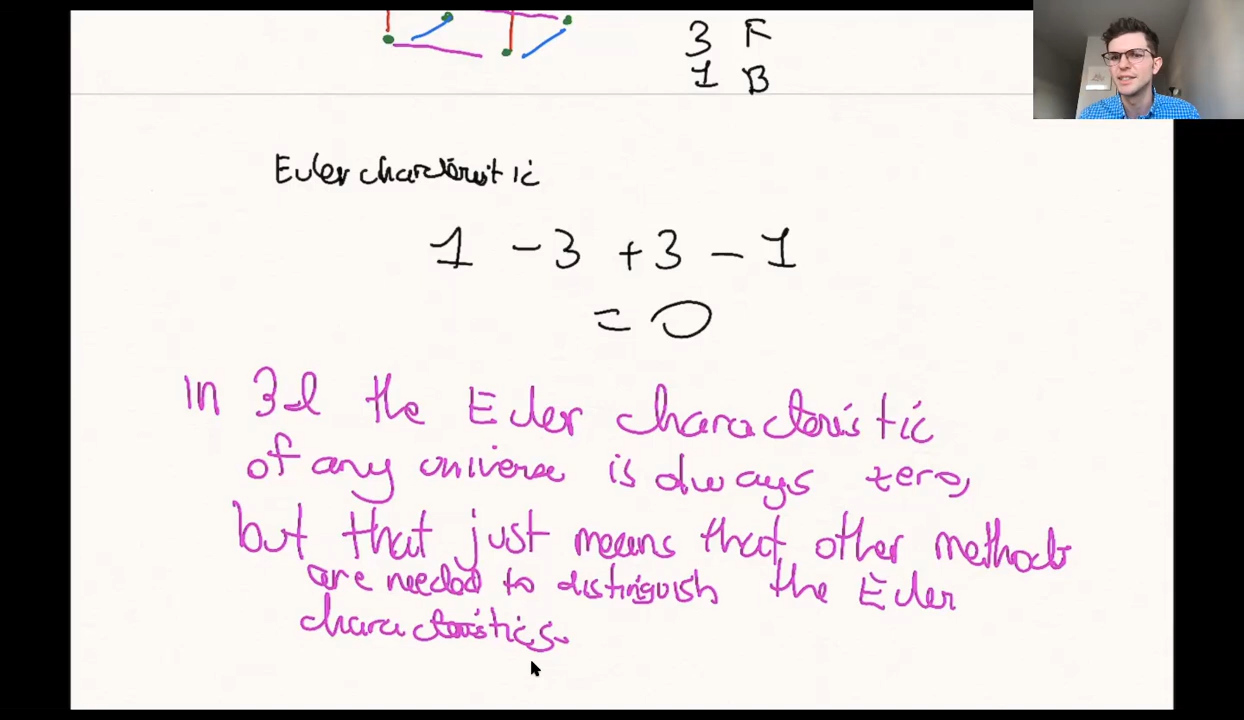 3 F
1 B
Euler characteristic
1 - 3 + 3 - 1
= 0
In 3d the Euler characteristic
of any universe is always zero,
but that just means that other methods
are needed to distinguish the Euler
characteristics.